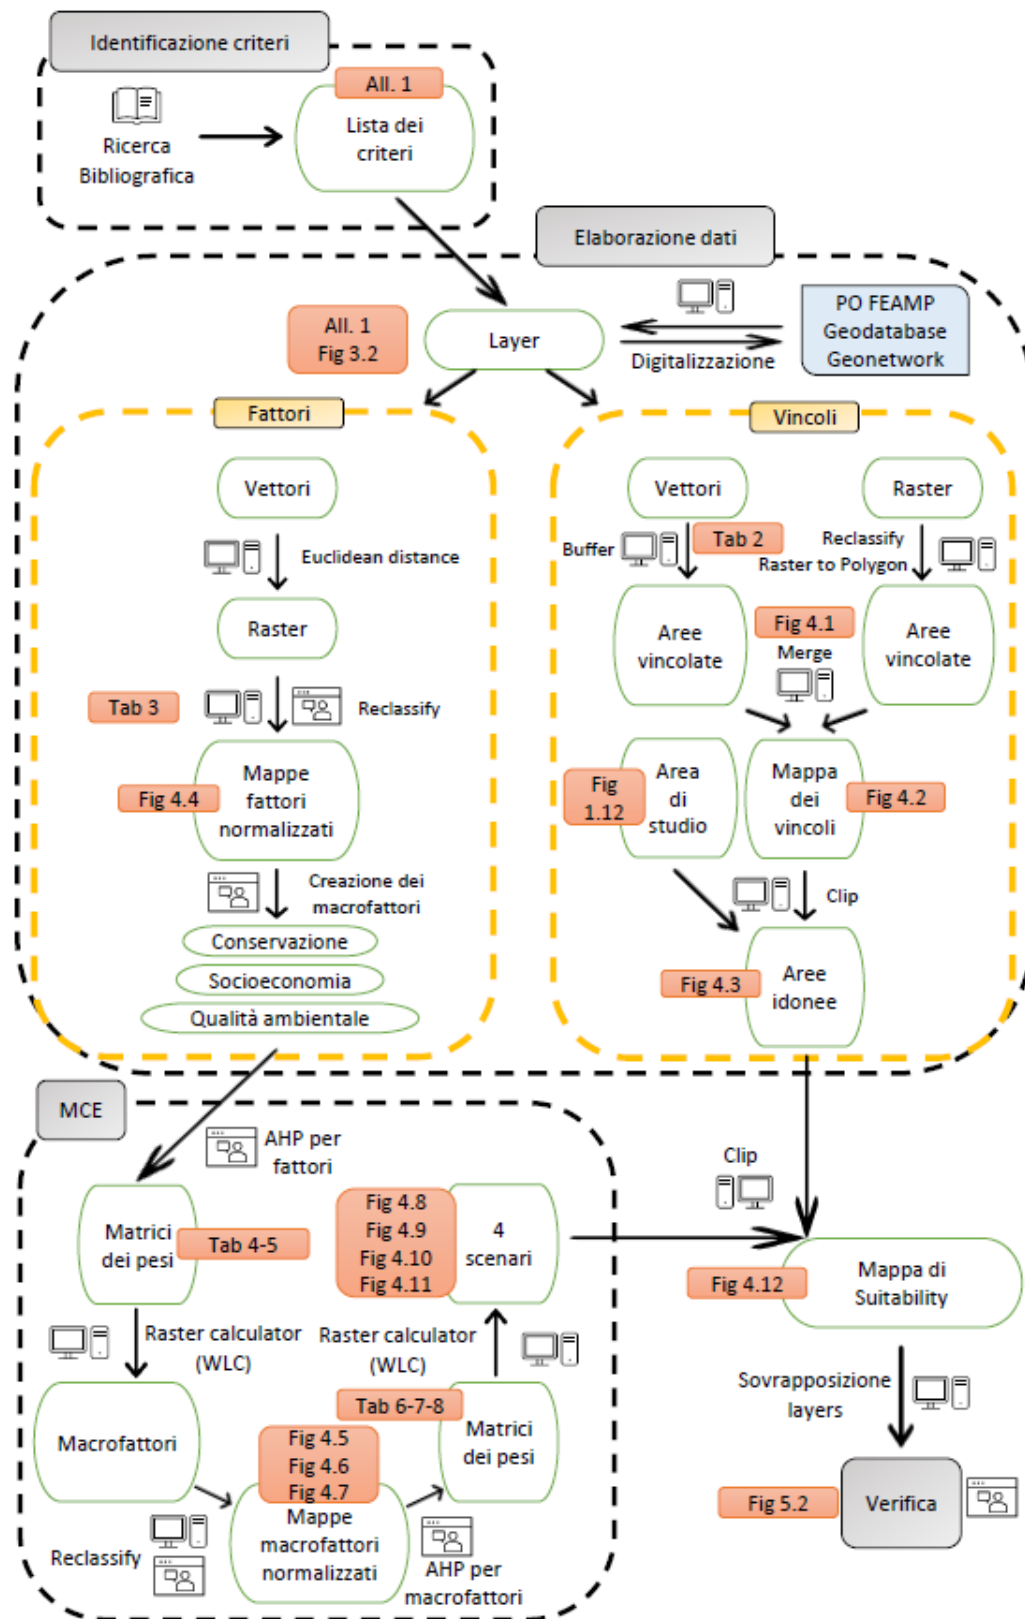 Identificazione criteri
All. 1
Lista dei
criteri
Ricerca
Bibliografica
Elaborazione dati
All. 1
Fig 3.2
Layer
Digitalizzazione
PO FEAMP
Geodatabase
Geonetwork
Fattori
Vettori
Euclidean distance
Raster
Tab 3
Reclassify
Mappe
fattori
normalizzati
Fig 4.4
Creazione dei
macrofattori
Conservazione
Socioeconomia
Qualità ambientale
Vincoli
Vettori
Raster
Buffer
Tab 2
Reclassify
Raster to Polygon
Aree
vincolate
Fig 4.1
Merge
Aree
vincolate
Fig
1.12
Area
di
studio
Mappa
dei
vincoli
Fig 4.2
Clip
Fig 4.3
Aree
idonee
MCE
AHP per
fattori
Matrici
dei pesi
Tab 4-5
Raster calculator
(WLC)
Macrofattori
Reclassify
Fig 4.5
Fig 4.6
Fig 4.7
Mappe
macrofattori
normalizzati
AHP per
macrofattori
Tab 6-7-8
Matrici
dei pesi
Raster calculator
(WLC)
Fig 4.8
Fig 4.9
Fig 4.10
Fig 4.11
4
scenari
Clip
Fig 4.12
Mappa di
Suitability
Sovrapposizione
layers
Fig 5.2
Verifica